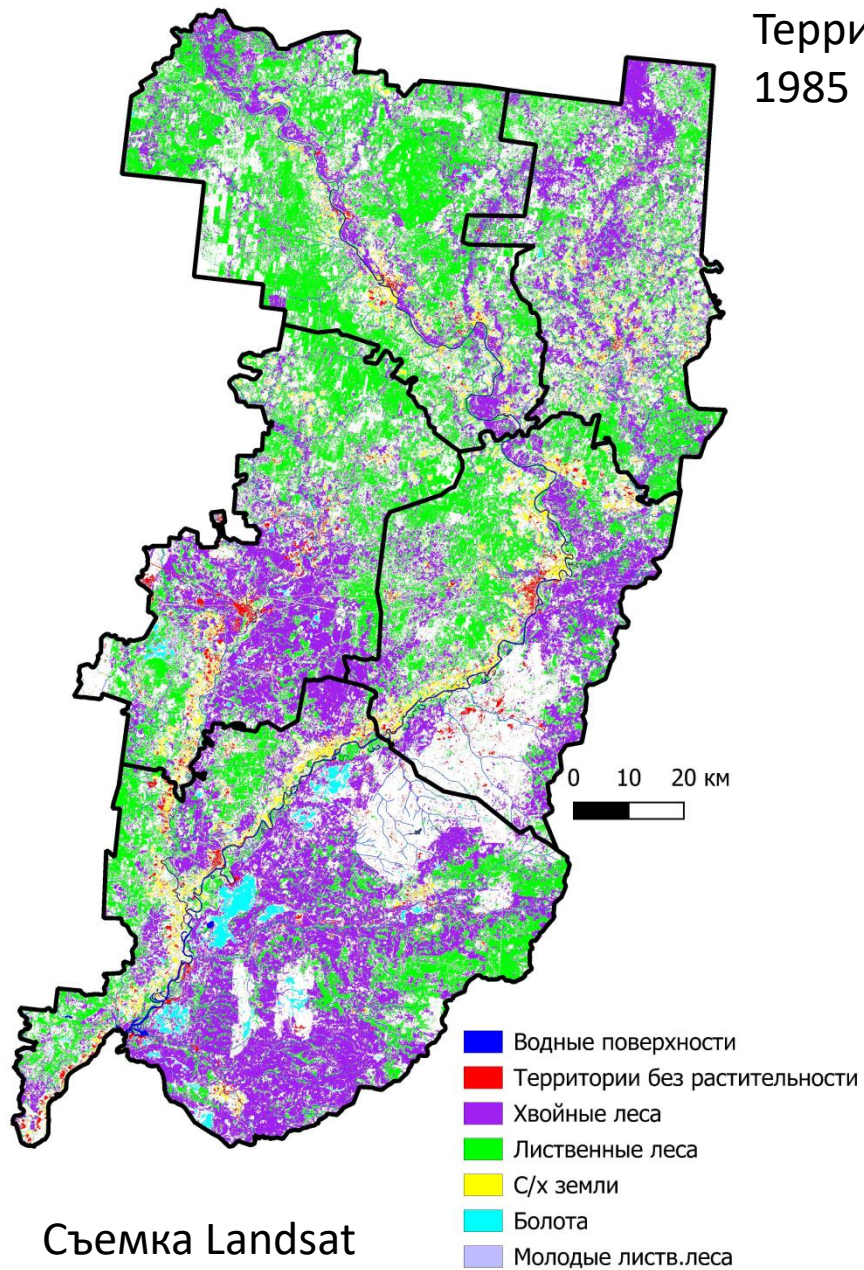 Терри
1985
0 10 20 км
Водные поверхности
Территории без растительности
Хвойные леса
Лиственные леса
С/х земли
Болота
Молодые листв.леса
Съемка Landsat